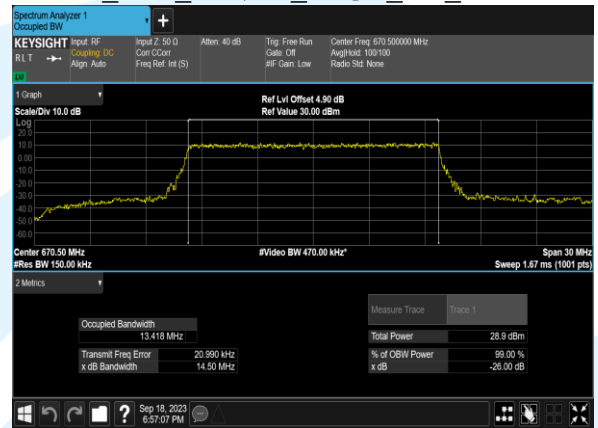 Spectrum Analyzer 1
Occupied BW
KEYSIGHT Input: RF Input Z: 50 Ω Atten: 40 dB Trig: Free Run Center Freq: 670.500000 MHz
RLT Coupling: DC Corr CCorr Gate: Off Avg|Hold: 100/100
Align: Auto Freq Ref: Int (S) #IF Gain: Low Radio Std: None
1 Graph
Ref Lvl Offset 4.90 dB
Scale/Div 10.0 dB Ref Value 30.00 dBm
Log
20.0
10.0
0.00
-10.0
-20.0
-30.0
-40.0
-50.0
-60.0
Center 670.50 MHz #Video BW 470.00 kHz* Span 30 MHz
#Res BW 150.00 kHz Sweep 1.67 ms (1001 pts)
2 Metrics
Measure Trace Trace 1
Occupied Bandwidth
13.418 MHz Total Power 28.9 dBm
Transmit Freq Error 20.990 kHz % of OBW Power 99.00 %
x dB Bandwidth 14.50 MHz x dB -26.00 dB
? Sep 18, 2023
6:57:07 PM